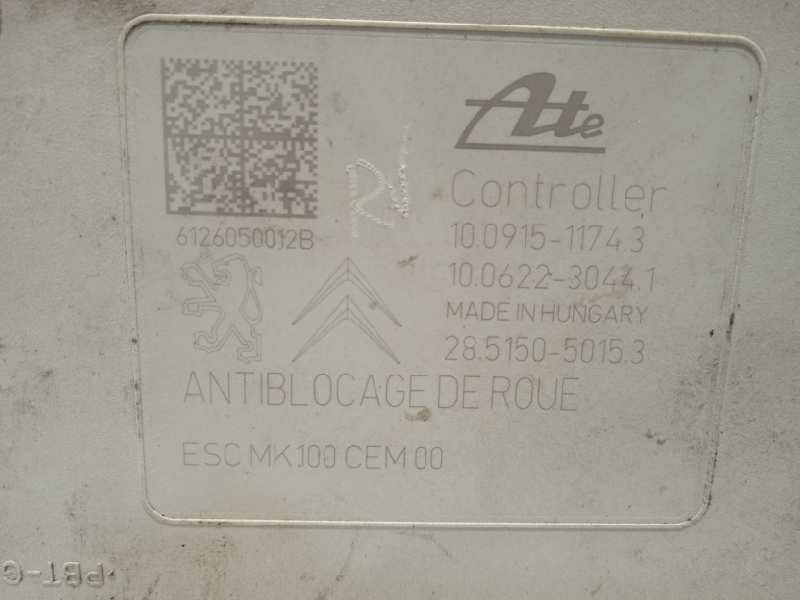 Ate
Controller
10.0915-1174.3
10.0622-3044.1
MADE IN HUNGARY
28.5150-5015.3
6126050012B
ANTIBLOCAGE DE ROUE
ESC MK100 CEM 00
PBT-G